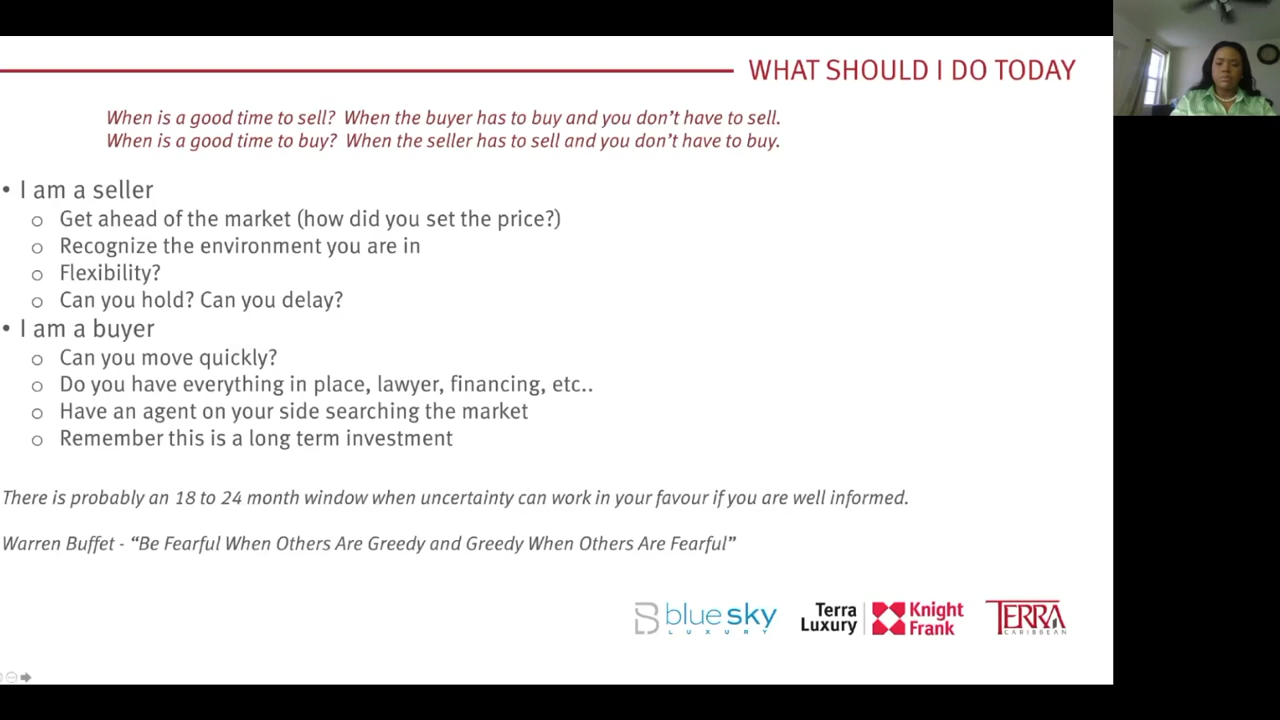 WHAT SHOULD I DO TODAY
When is a good time to sell? When the buyer has to buy and you don't have to sell.
When is a good time to buy? When the seller has to sell and you don't have to buy.
• I am a seller
o Get ahead of the market (how did you set the price?)
o Recognize the environment you are in
o Flexibility?
o Can you hold? Can you delay?
• I am a buyer
o Can you move quickly?
o Do you have everything in place, lawyer, financing, etc..
o Have an agent on your side searching the market
o Remember this is a long term investment
There is probably an 18 to 24 month window when uncertainty can work in your favour if you are well informed.
Warren Buffet - “Be Fearful When Others Are Greedy and Greedy When Others Are Fearful”
blue sky
LUXURY
Terra
Luxury
Knight
Frank
TERRA
CARIBBEAN